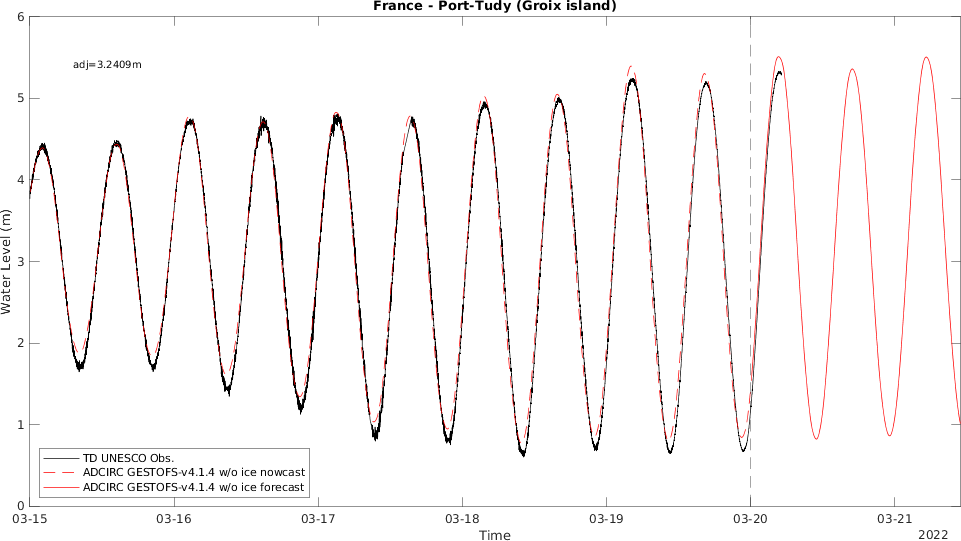 France - Port-Tudy (Groix island)
adj=3.2409m
Water Level (m)
6
5
4
3
2
1
0
TD UNESCO Obs.
ADCIRC GESTOFS-v4.1.4 w/o ice nowcast
ADCIRC GESTOFS-v4.1.4 w/o ice forecast
03-15 03-16 03-17 03-18 03-19 03-20 03-21
Time
2022